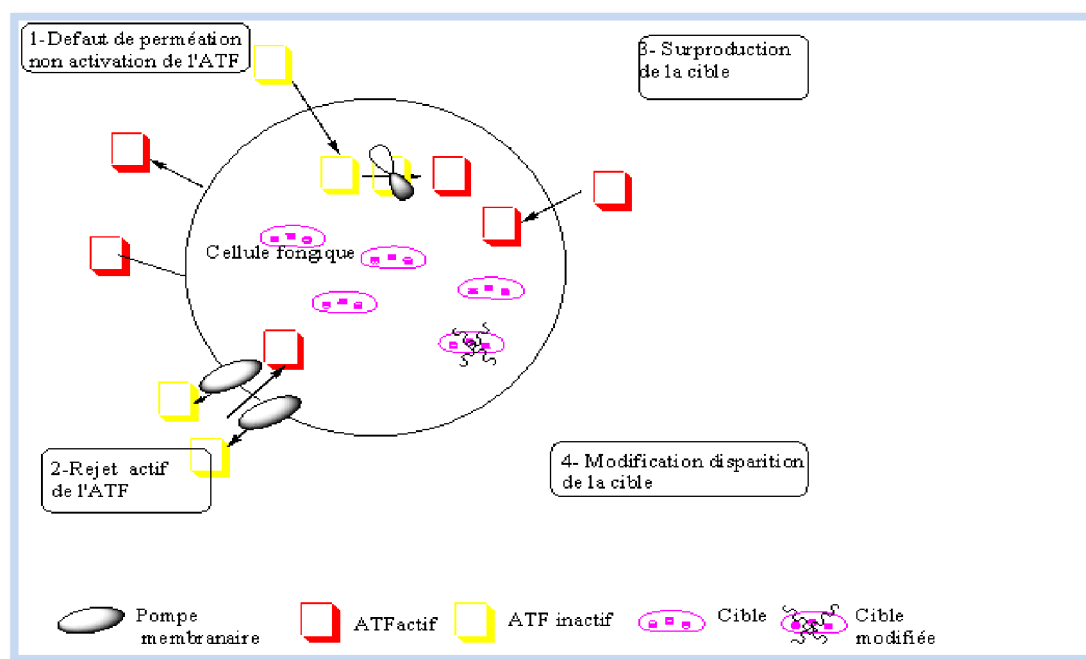 1-Defaut de perméation
non activation de l'ATF
3- Surproduction
de la cible
Cellule fongique
2-Rejet actif
de l'ATF
4- Modification disparition
de la cible
Pompe
membranaire
ATFactif
ATF inactif
Cible
Cible
modifiée